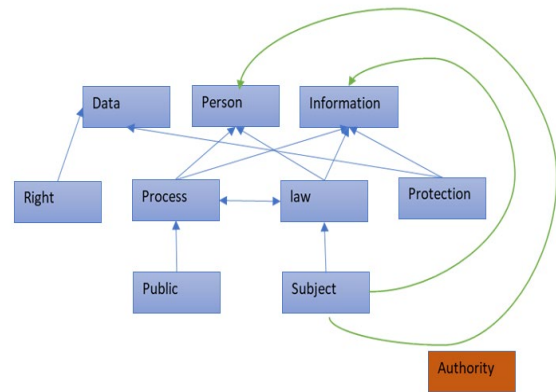 Data
Person
Information
Right
Process
law
Protection
Public
Subject
Authority